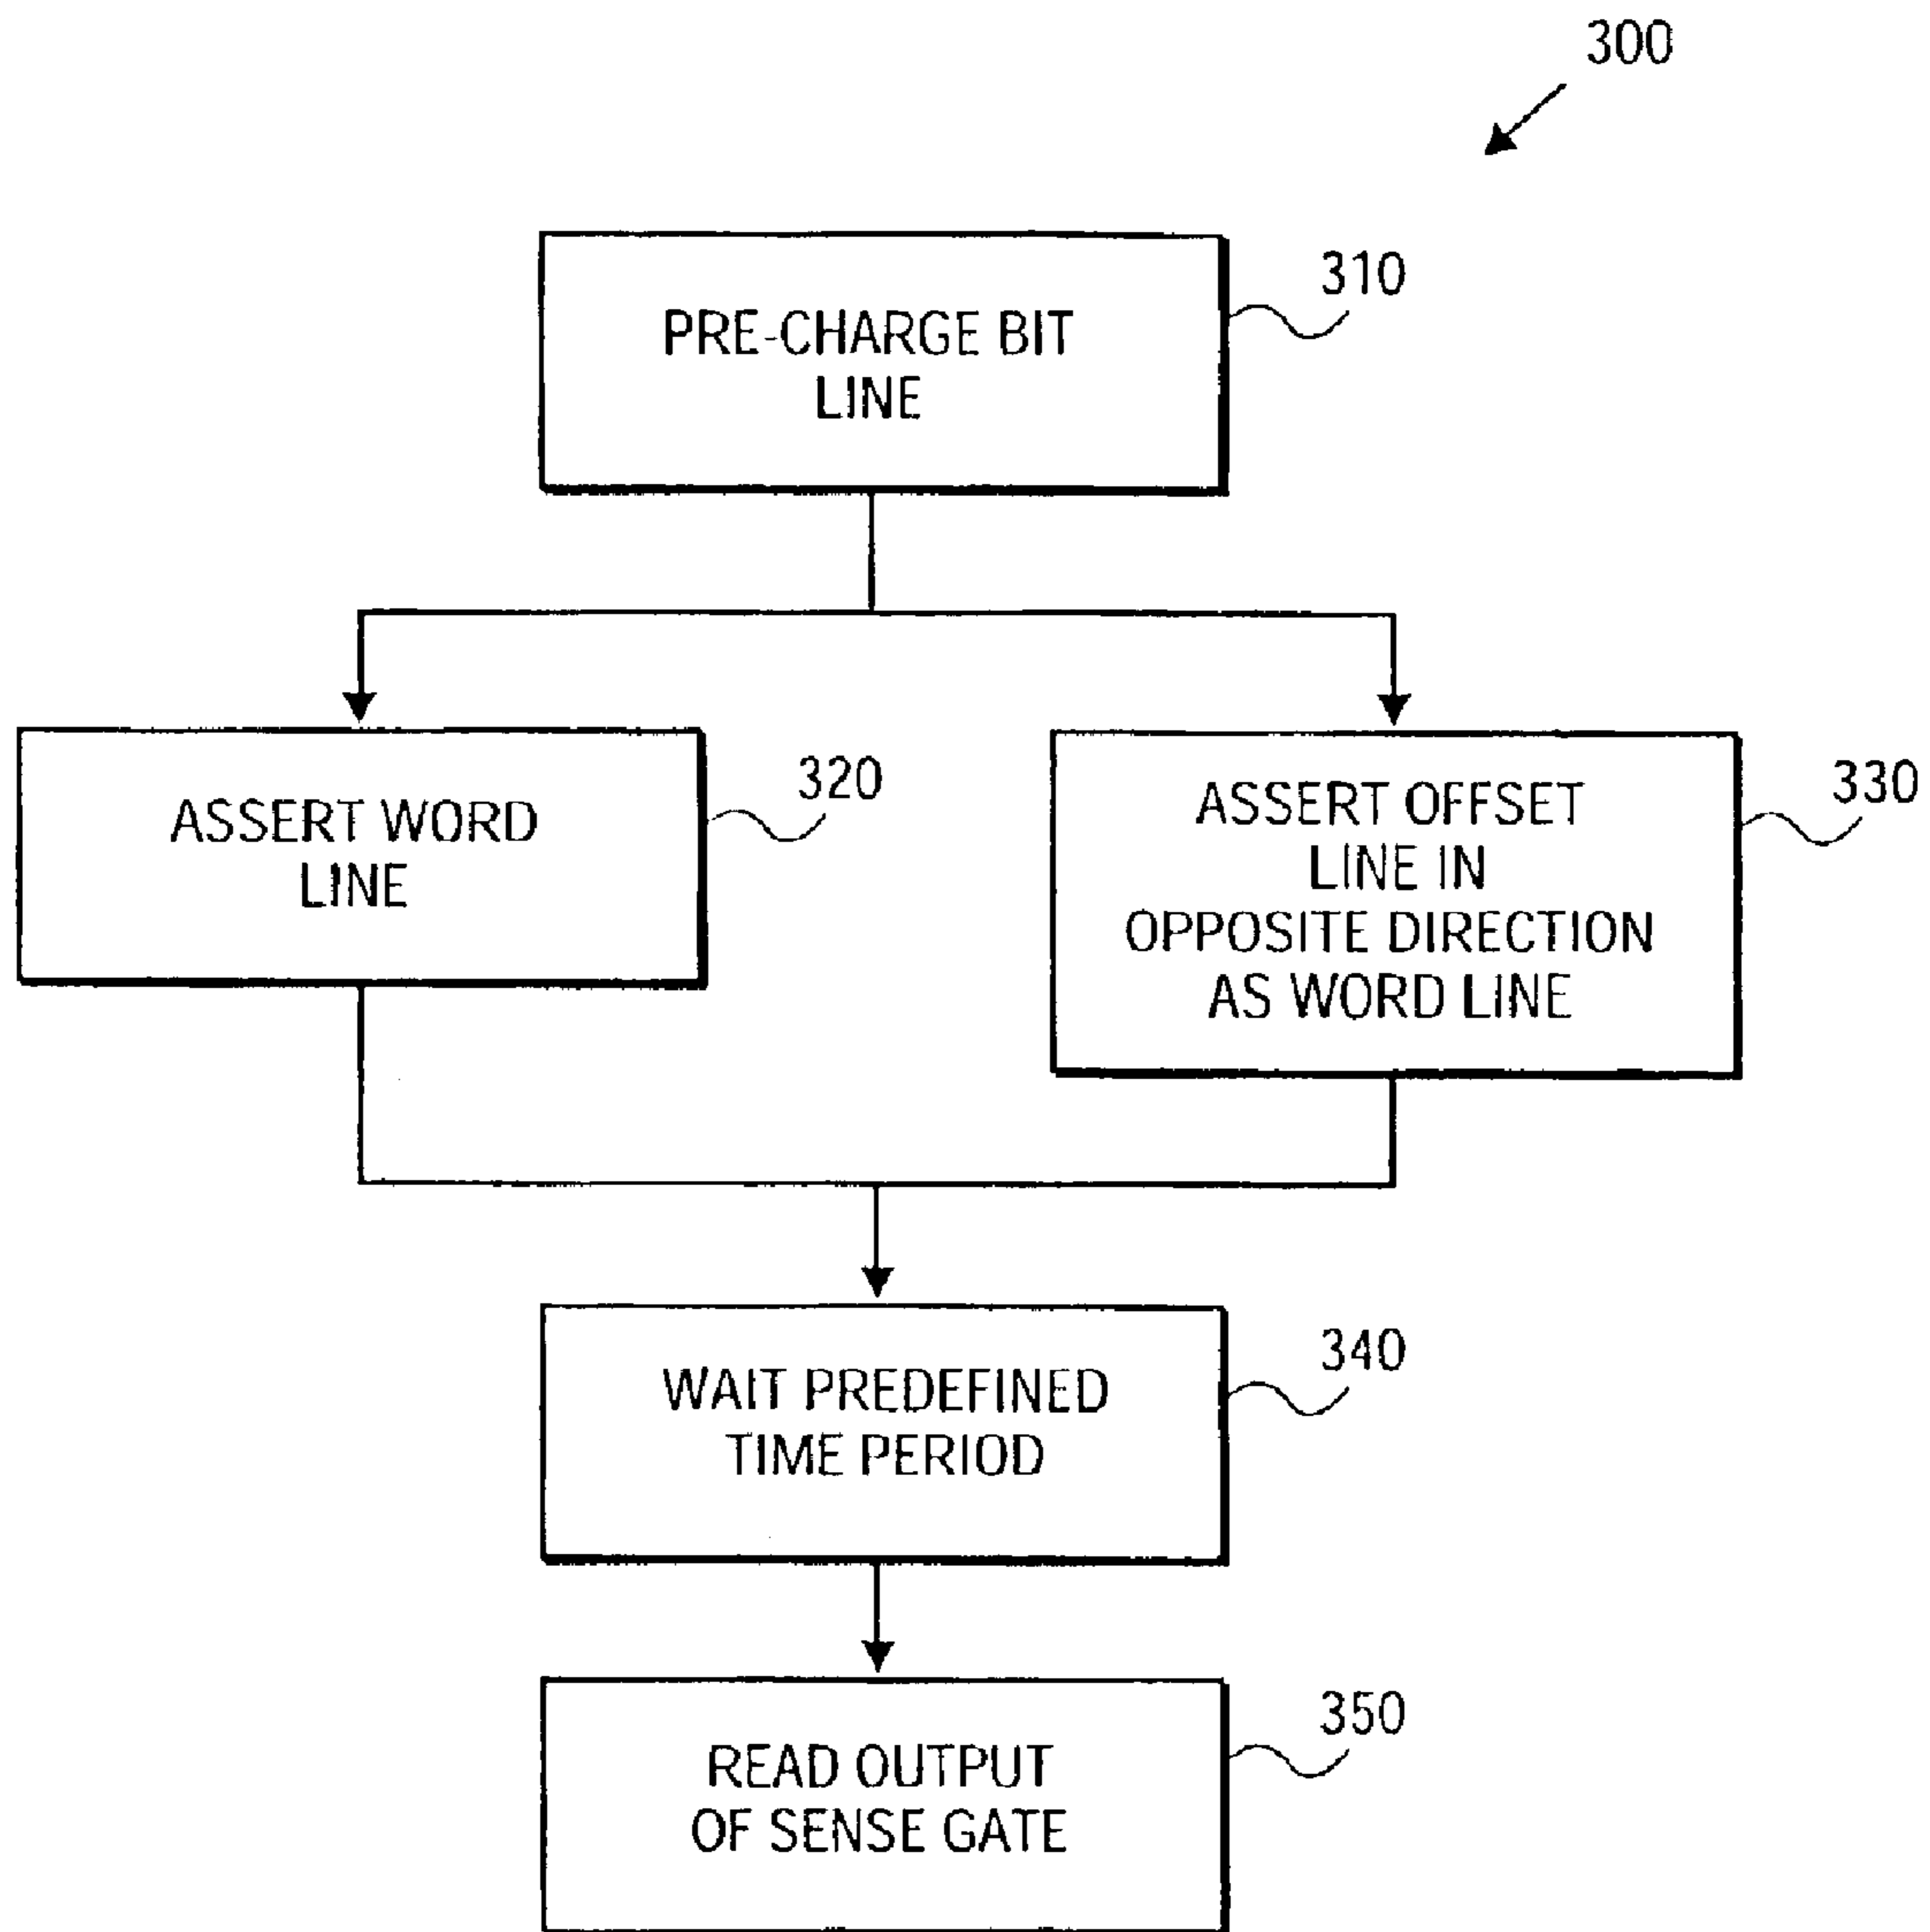 300
310
PRE-CHARGE BIT
LINE
320
ASSERT WORD
LINE
330
ASSERT OFFSET
LINE IN
OPPOSITE DIRECTION
AS WORD LINE
340
WAIT PREDEFINED
TIME PERIOD
350
READ OUTPUT
OF SENSE GATE